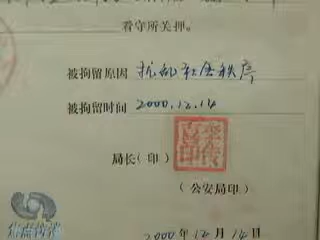 看守所关押。
被拘留原因 扰乱社会秩序
被拘留时间 2000.12.14
局长（印）
（公安局印）
2000年12月14日